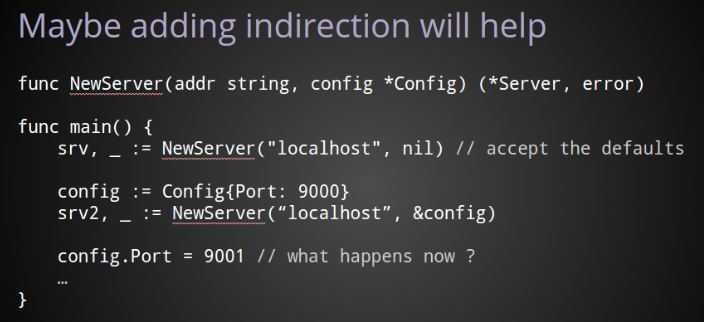 Maybe adding indirection will help
func NewServer(addr string, config *Config) (*Server, error)
func main() {
srv, _ := NewServer("localhost", nil) // accept the defaults
config := Config{Port: 9000}
srv2, _ := NewServer(“localhost”, &config)
config.Port = 9001 // what happens now ?
…
}